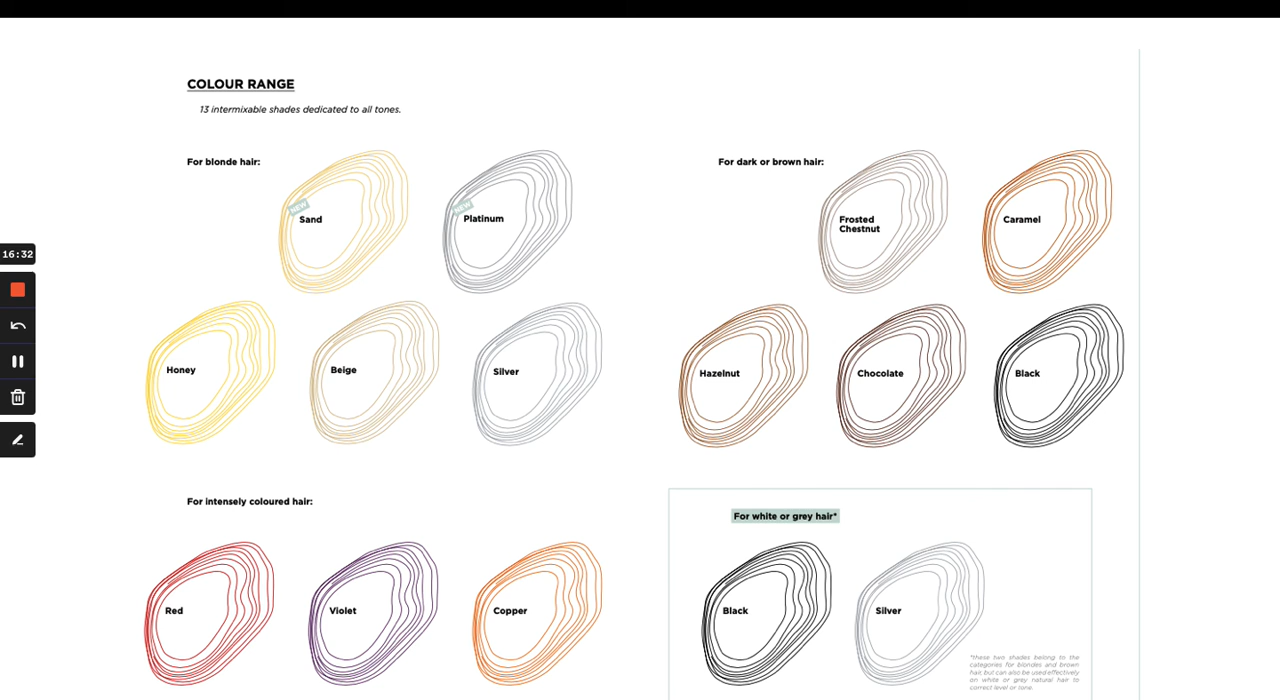 COLOUR RANGE
13 intermixable shades dedicated to all tones.
For blonde hair:
NEW
Sand
NEW
Platinum
Honey
Beige
Silver
For dark or brown hair:
Frosted
Chestnut
Caramel
Hazelnut
Chocolate
Black
16:32
For intensely coloured hair:
Red
Violet
Copper
For white or grey hair*
Black
Silver
*these two shades belong to the
categories for blondes and brown
hair, but can also be used effectively
on white or grey natural hair to
correct level or tone.